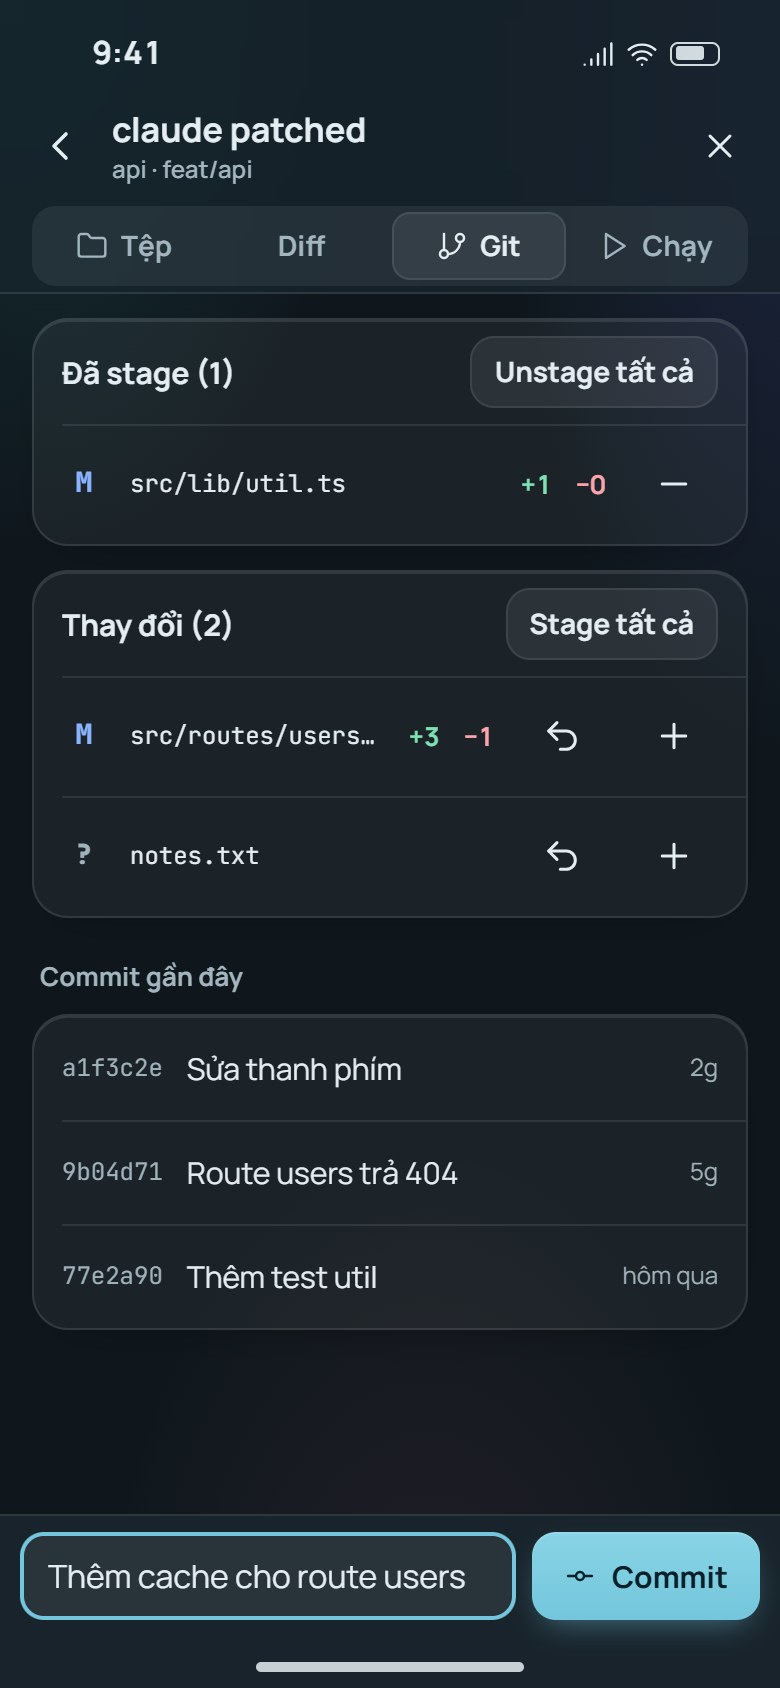 9:41
claude patched
api · feat/api
Tệp
Diff
Git
Chạy
Đã stage (1)
Unstage tất cả
M src/lib/util.ts +1 −0
Thay đổi (2)
Stage tất cả
M src/routes/users… +3 −1
? notes.txt
Commit gần đây
a1f3c2e Sửa thanh phím 2g
9b04d71 Route users trả 404 5g
77e2a90 Thêm test util hôm qua
Thêm cache cho route users
Commit